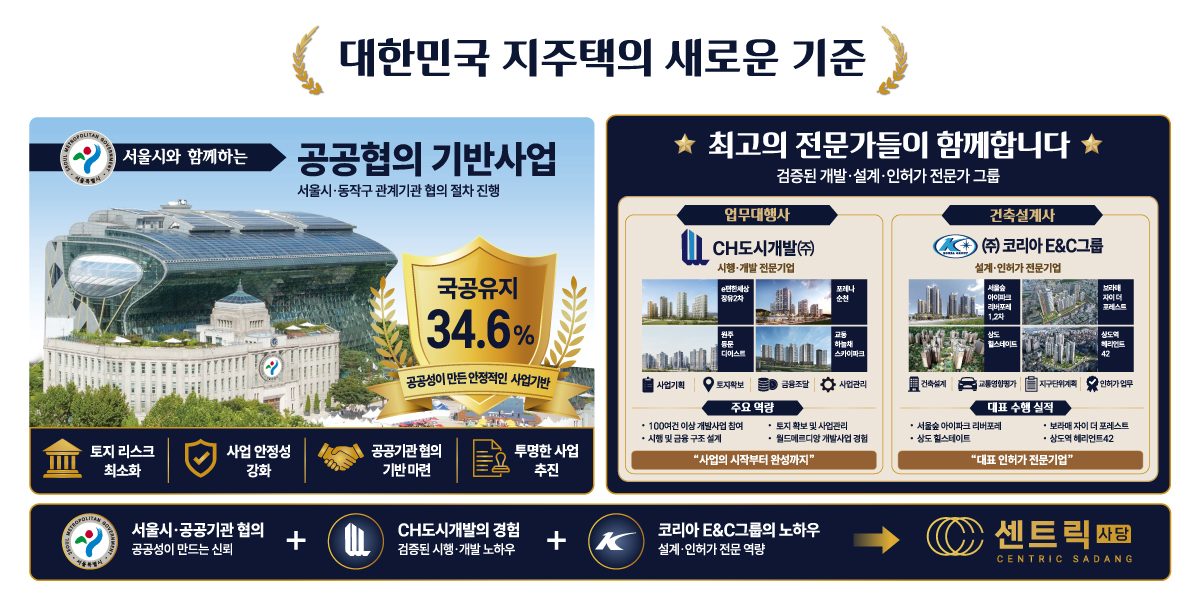 대한민국 지주택의 새로운 기준
SEOUL METROPOLITAN GOVERNMENT
서울특별시
서울시와 함께하는
공공협의 기반사업
서울시·동작구 관계기관 협의 절차 진행
국공유지
34.6%
공공성이 만든 안정적인 사업기반
토지 리스크
최소화
사업 안정성
강화
공공기관 협의
기반 마련
투명한 사업
추진
최고의 전문가들이 함께합니다
검증된 개발·설계·인허가 전문가 그룹
업무대행사
CH도시개발㈜
시행·개발 전문기업
e편한세상
장유2차
포레나
순천
원주
동문
디이스트
교동
하늘채
스카이파크
사업기획
토지확보
금융조달
사업관리
주요 역량
• 100여건 이상 개발사업 참여
• 토지 확보 및 사업관리
• 시행 및 금융 구조 설계
• 월드메르디앙 개발사업 경험
“사업의 시작부터 완성까지”
건축설계사
㈜ 코리아 E&C그룹
설계·인허가 전문기업
서울숲
아이파크
리버포레
1,2차
보라매
자이 더
포레스트
상도
힐스테이트
상도역
헤리언트
42
건축설계
교통영향평가
지구단위계획
인허가 업무
대표 수행 실적
• 서울숲 아이파크 리버포레
• 보라매 자이 더 포레스트
• 상도 힐스테이트
• 상도역 헤리언트42
“대표 인허가 전문기업”
서울시·공공기관 협의
공공성이 만드는 신뢰
+
CH도시개발의 경험
검증된 시행·개발 노하우
+
코리아 E&C그룹의 노하우
설계·인허가 전문 역량
센트릭 사당
CENTRIC SADANG